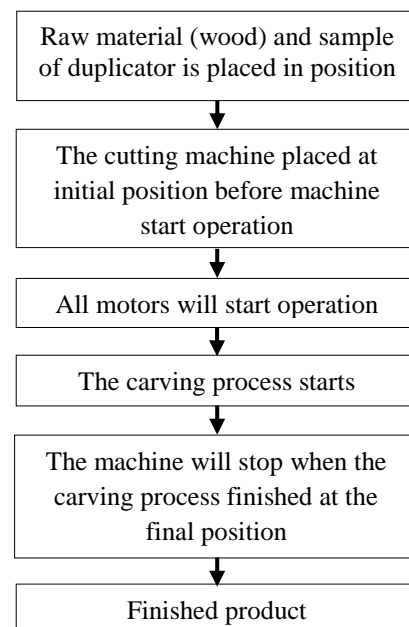 Raw material (wood) and sample
of duplicator is placed in position
The cutting machine placed at
initial position before machine
start operation
All motors will start operation
The carving process starts
The machine will stop when the
carving process finished at the
final position
Finished product